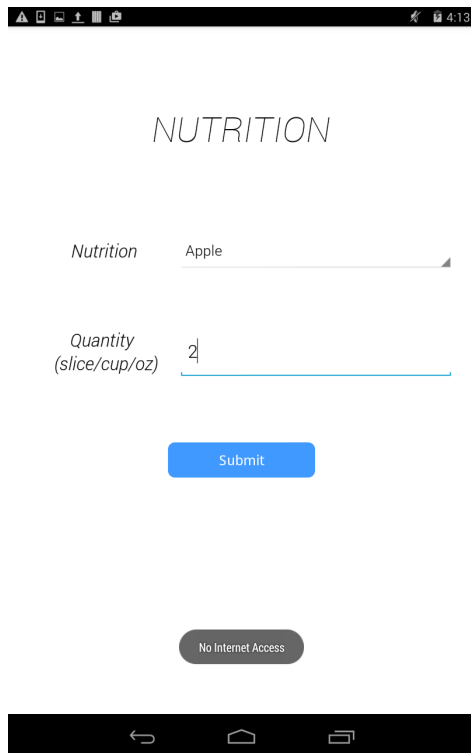 4:13
NUTRITION
Nutrition
Apple
Quantity
(slice/cup/oz)
2
Submit
No Internet Access